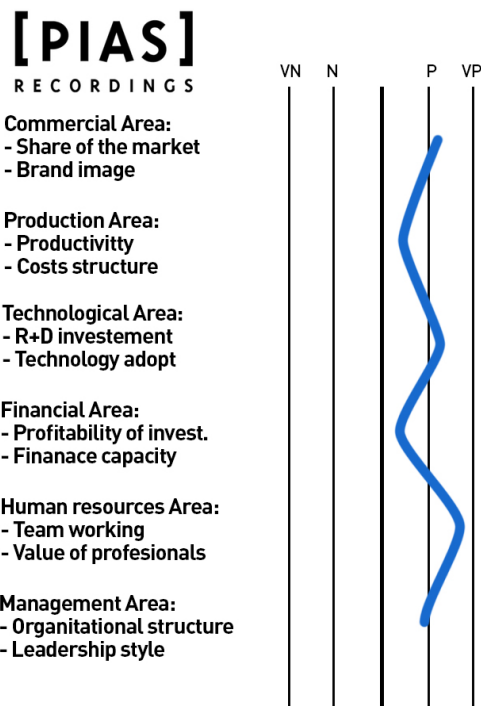 [PIAS]
RECORDINGS
VN N P VP
Commercial Area:
- Share of the market
- Brand image
Production Area:
- Productivitty
- Costs structure
Technological Area:
- R+D investement
- Technology adopt
Financial Area:
- Profitability of invest.
- Finanace capacity
Human resources Area:
- Team working
- Value of profesionals
Management Area:
- Organitational structure
- Leadership style